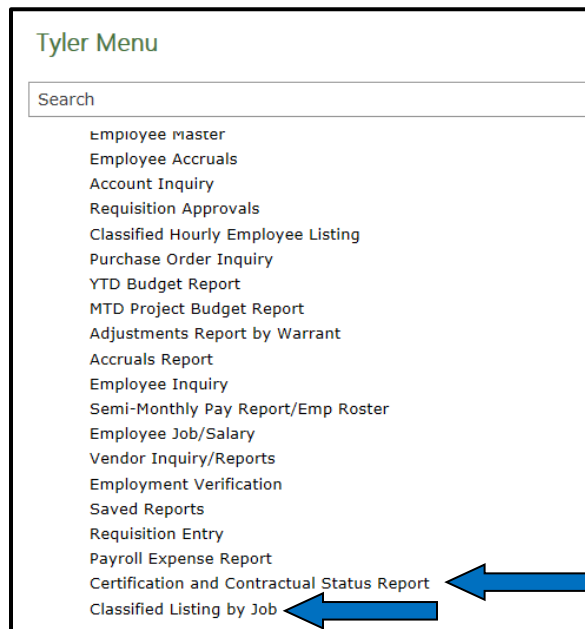 Tyler Menu
Search
Employee Master
Employee Accruals
Account Inquiry
Requisition Approvals
Classified Hourly Employee Listing
Purchase Order Inquiry
YTD Budget Report
MTD Project Budget Report
Adjustments Report by Warrant
Accruals Report
Employee Inquiry
Semi-Monthly Pay Report/Emp Roster
Employee Job/Salary
Vendor Inquiry/Reports
Employment Verification
Saved Reports
Requisition Entry
Payroll Expense Report
Certification and Contractual Status Report
Classified Listing by Job